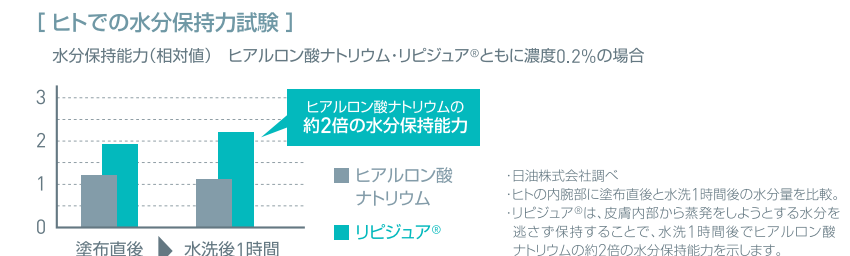 [ ヒトでの水分保持力試験 ]
水分保持能力(相対値) ヒアルロン酸ナトリウム・リピジュア®ともに濃度0.2%の場合
3
2
1
0
ヒアルロン酸ナトリウムの
約2倍の水分保持能力
塗布直後
水洗後1時間
ヒアルロン酸
ナトリウム
リピジュア®
・日油株式会社調べ
・ヒトの内腕部に塗布直後と水洗1時間後の水分量を比較。
・リピジュア®は、皮膚内部から蒸発をしようとする水分を
逃さず保持することで、水洗1時間後でヒアルロン酸
ナトリウムの約2倍の水分保持能力を示します。